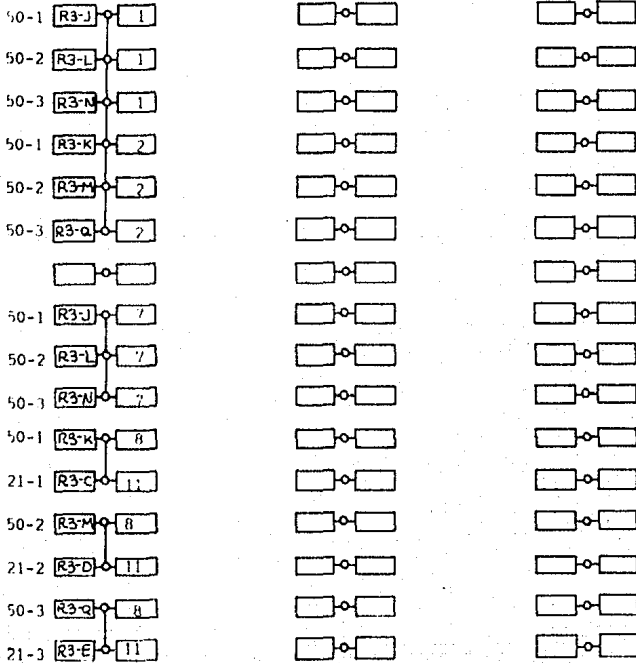 50-1 R3-J 1
50-2 R3-L 1
50-3 R3-N 1
50-1 R3-K 2
50-2 R3-M 2
50-3 R3-Q 2
50-1 R3-J 7
50-2 R3-L 7
50-3 R3-N 7
50-1 R3-K 8
21-1 R3-C 11
50-2 R3-M 8
21-2 R3-D 11
50-3 R3-Q 8
21-3 R3-E 11